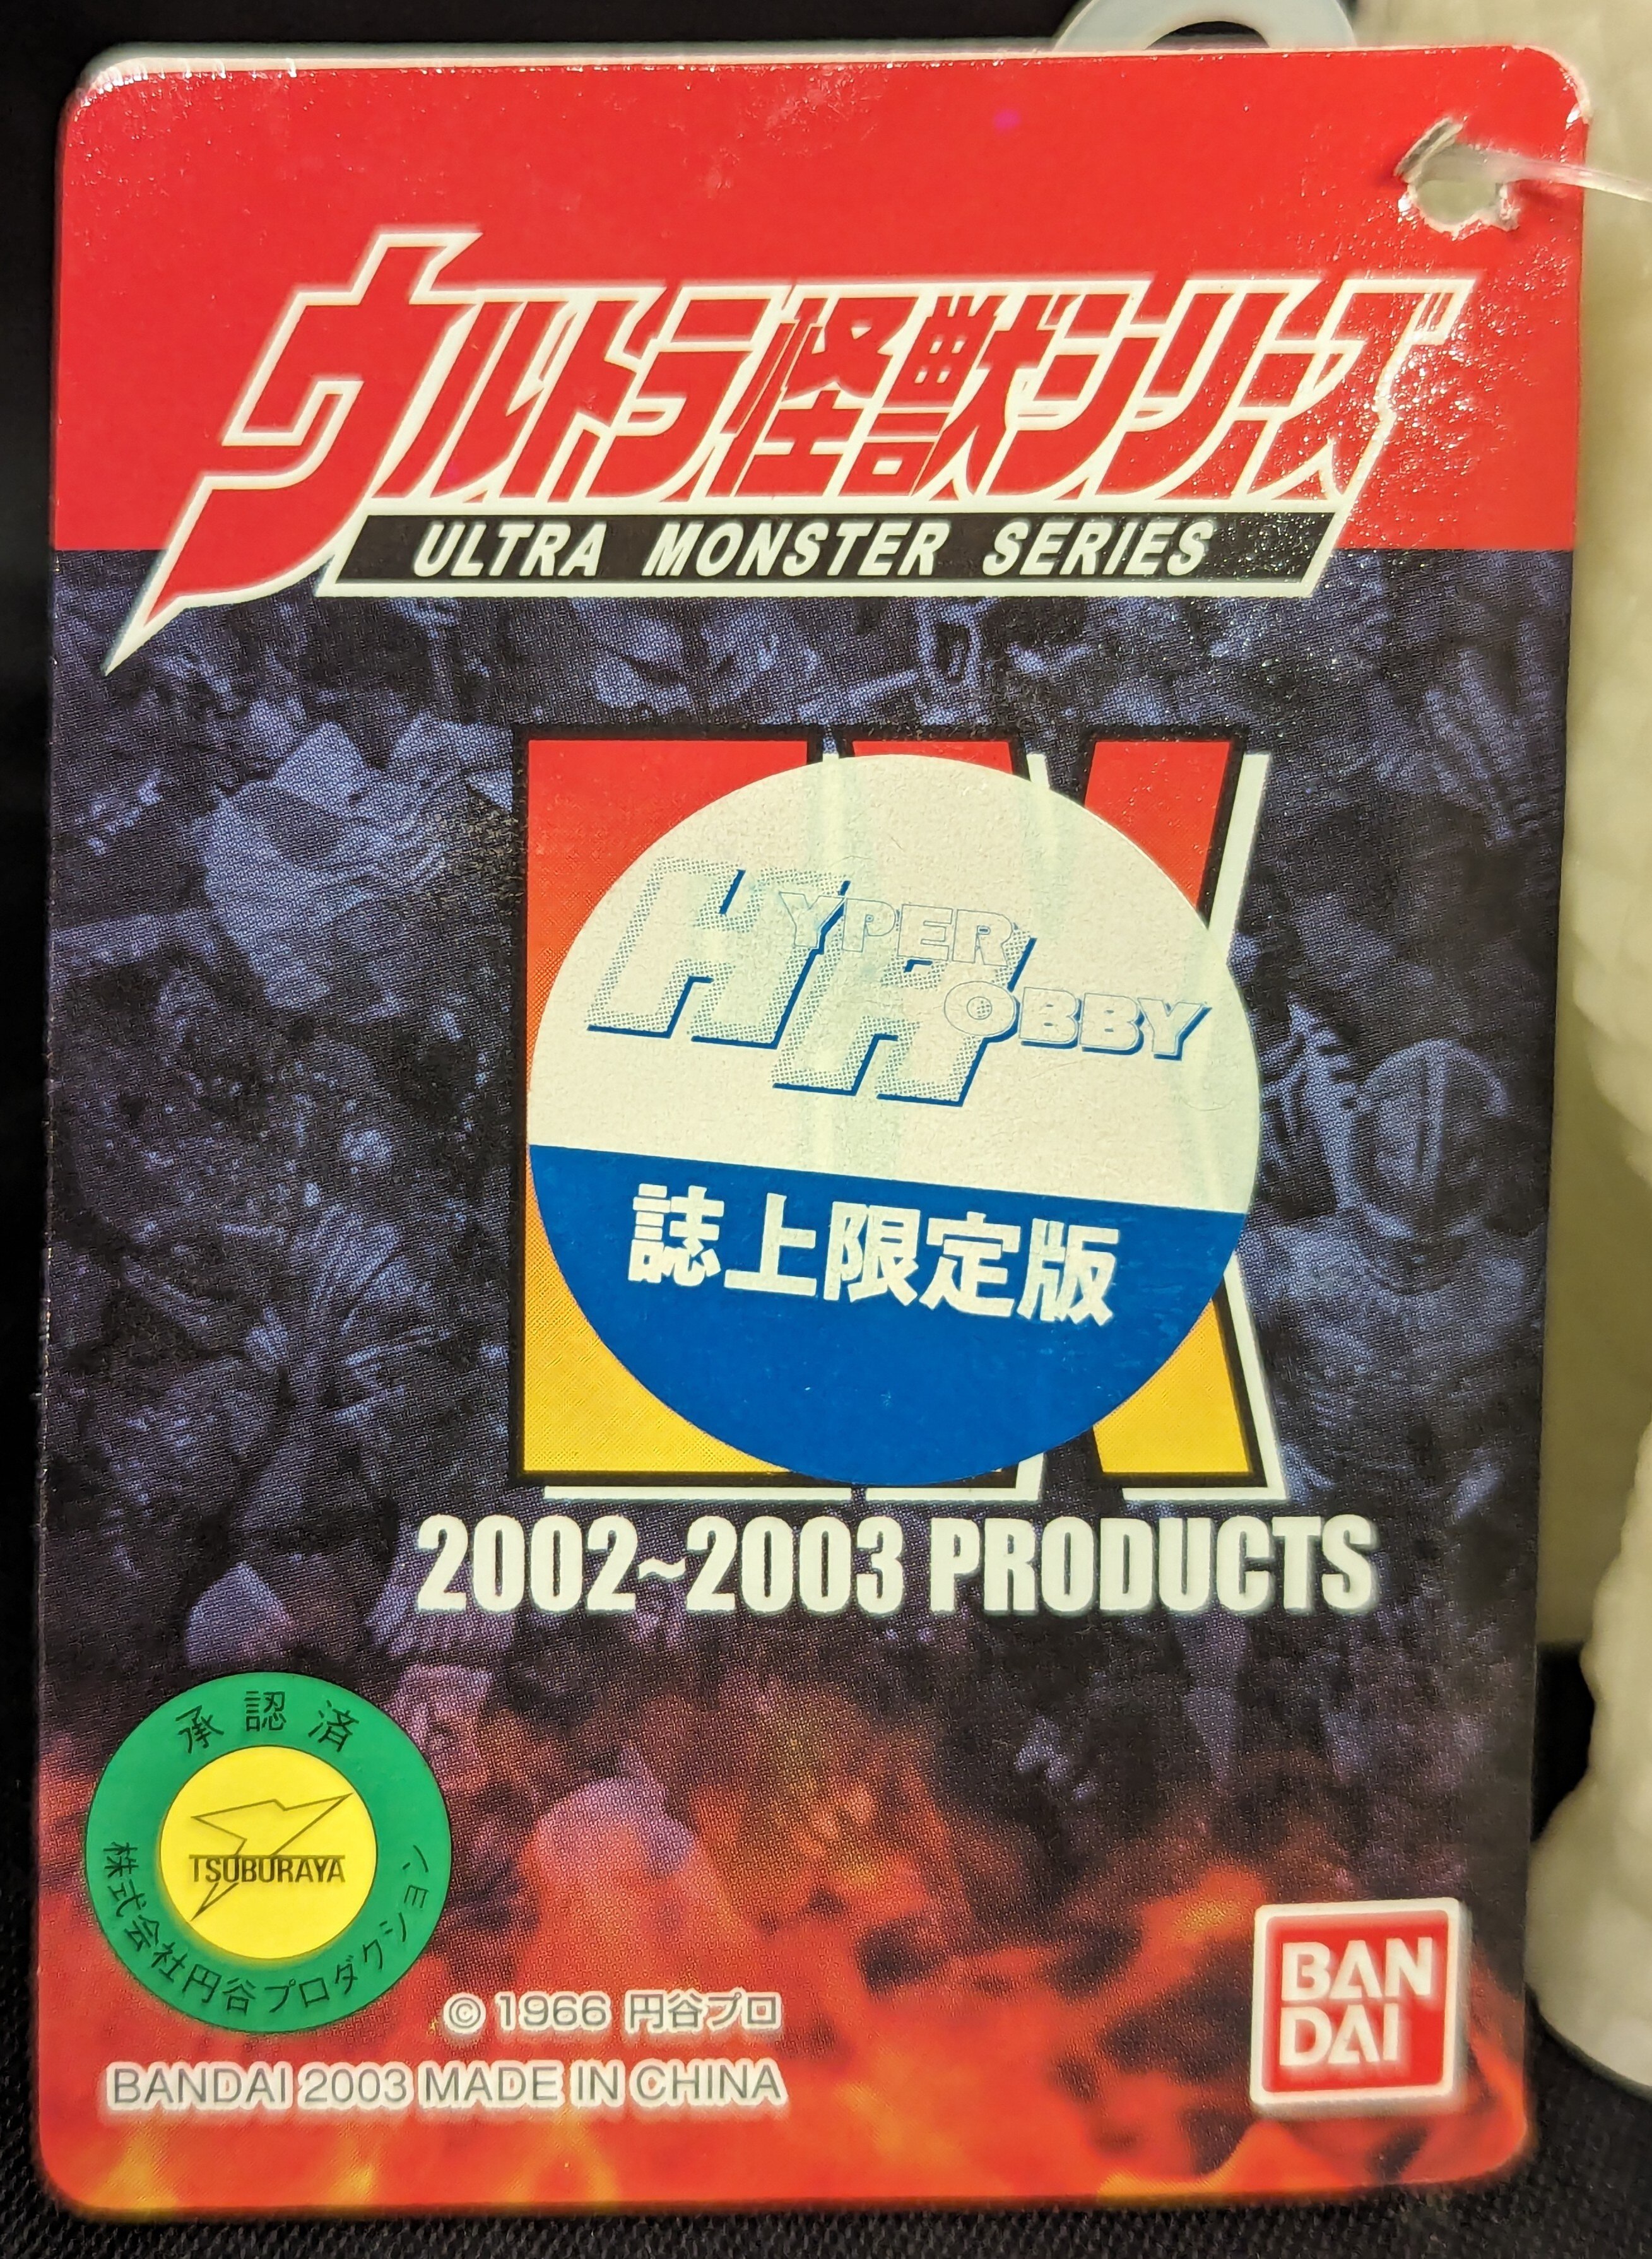 ウルトラ怪獣シリーズ
ULTRA MONSTER SERIES
HYPER
HOBBY
誌上限定版
2002~2003 PRODUCTS
承認済
TSUBURAYA
株式会社円谷プロダクション
© 1966 円谷プロ
BANDAI 2003 MADE IN CHINA
BAN
DAI